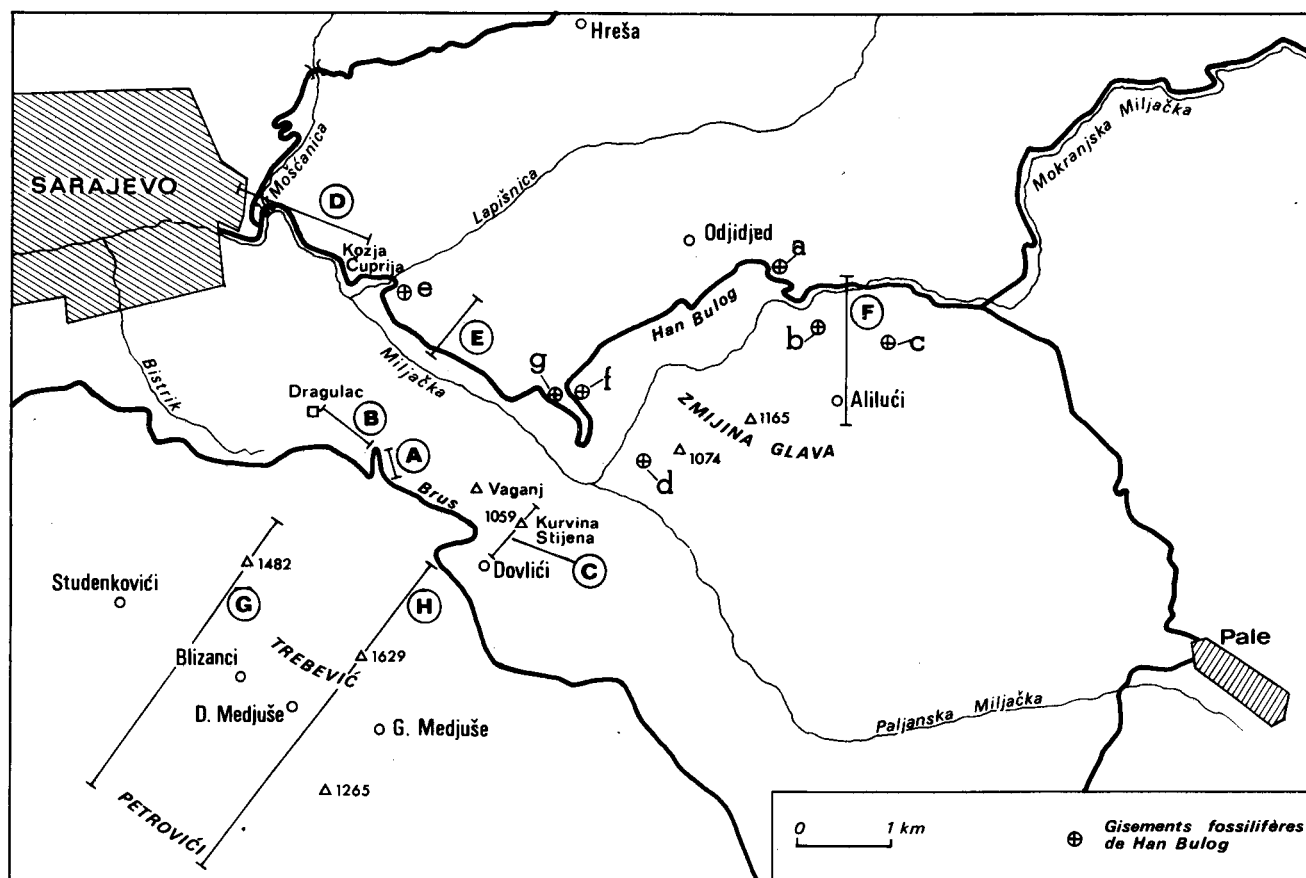 Hreša
Mošćanica
SARAJEVO
D
Lapišnica
Mokranjska Miljačka
Odjidjed
a
Kozja
Ćuprija
e
Han Bulog
E
F
b
c
Miljačka
g
f
Bistrik
Dragulac
B
1165
Alilući
ZMIJINA GLAVA
A
1074
d
Brus
Vaganj
1059
Kurvina
Stijena
1482
Dovlići
C
Studenkovići
G
H
TREBEVIĆ
1629
Pale
Blizanci
D. Medjuše
G. Medjuše
Paljanska Miljačka
1265
PETROVIĆI
0 1 km
Gisements fossilifères
de Han Bulog